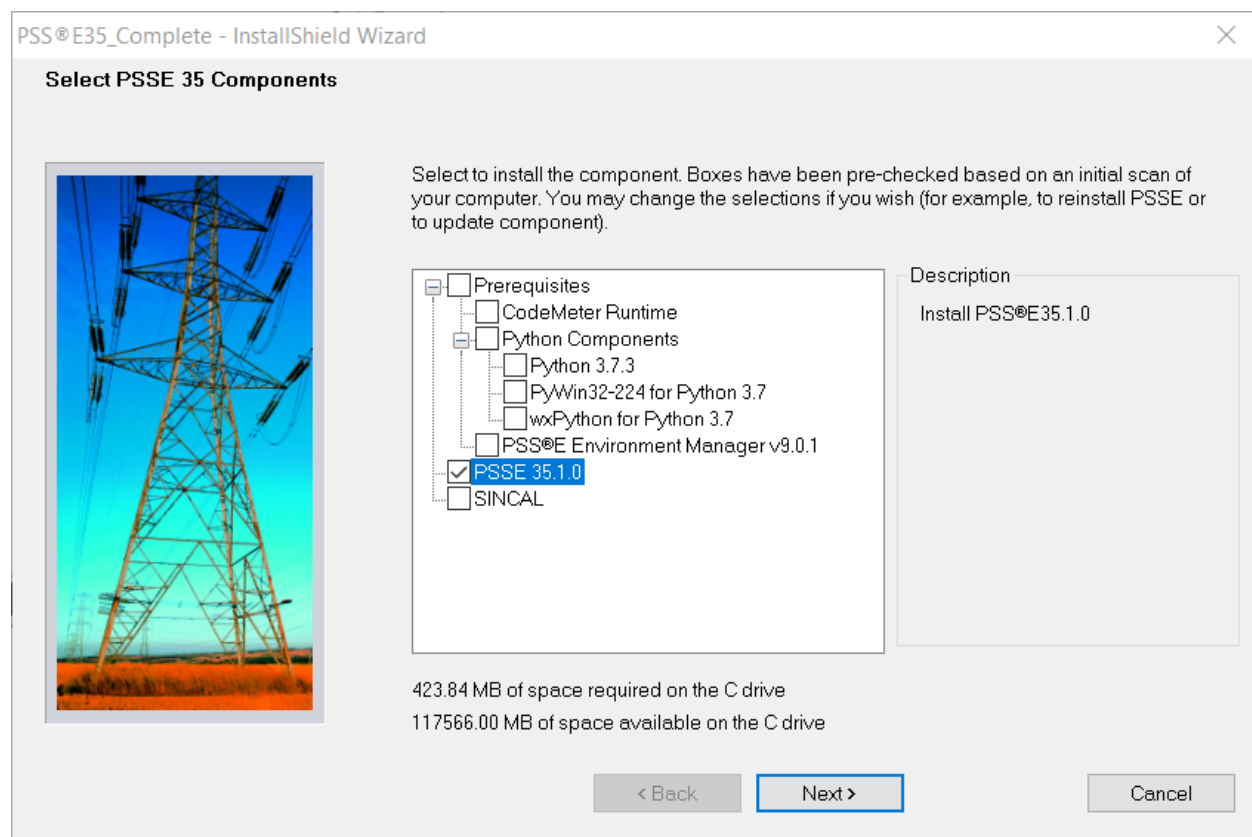 PSS®E35_Complete - InstallShield Wizard
Select PSSE 35 Components
Select to install the component. Boxes have been pre-checked based on an initial scan of
your computer. You may change the selections if you wish (for example, to reinstall PSSE or
to update component).
Prerequisites
CodeMeter Runtime
Python Components
Python 3.7.3
PyWin32-224 for Python 3.7
wxPython for Python 3.7
PSS®E Environment Manager v9.0.1
PSSE 35.1.0
SINCAL
Description
Install PSS®E35.1.0
423.84 MB of space required on the C drive
117566.00 MB of space available on the C drive
< Back
Next >
Cancel